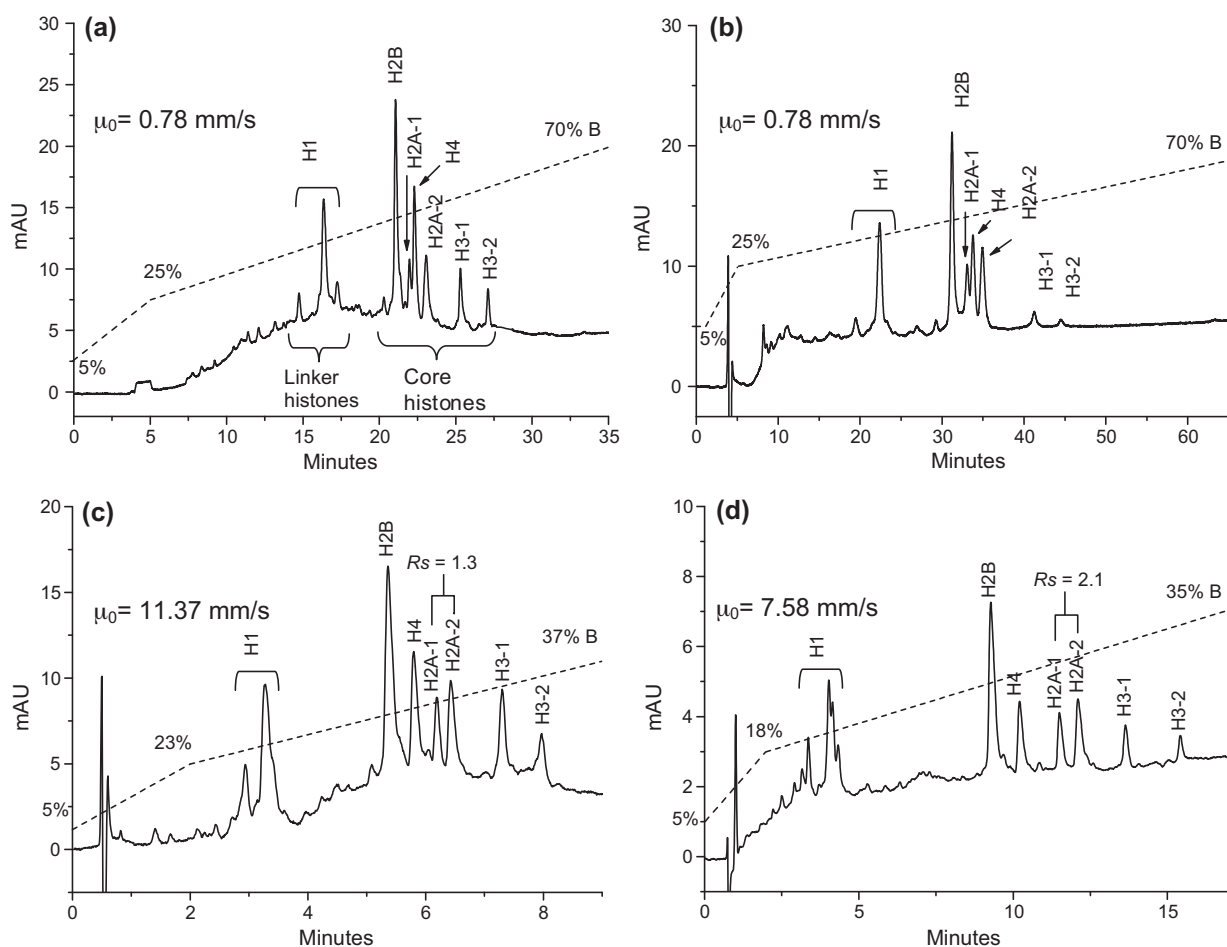 (a)
30
25
20
15
10
5
0
mAU
μ₀= 0.78 mm/s
5%
25%
70% B
H1
H2B
H2A-1
H4
H2A-2
H3-1
H3-2
Linker
histones
Core
histones
0 5 10 15 20 25 30 35
Minutes
(b)
30
20
10
0
mAU
μ₀= 0.78 mm/s
5%
25%
70% B
H1
H2B
H2A-1
H4
H2A-2
H3-1
H3-2
0 10 20 30 40 50 60
Minutes
(c)
20
15
10
5
0
mAU
μ₀= 11.37 mm/s
5%
23%
37% B
H1
H2B
Rs = 1.3
H4
H2A-1
H2A-2
H3-1
H3-2
0 2 4 6 8
Minutes
(d)
10
8
6
4
2
0
mAU
μ₀= 7.58 mm/s
5%
18%
35% B
H1
H2B
Rs = 2.1
H4
H2A-1
H2A-2
H3-1
H3-2
0 5 10 15
Minutes